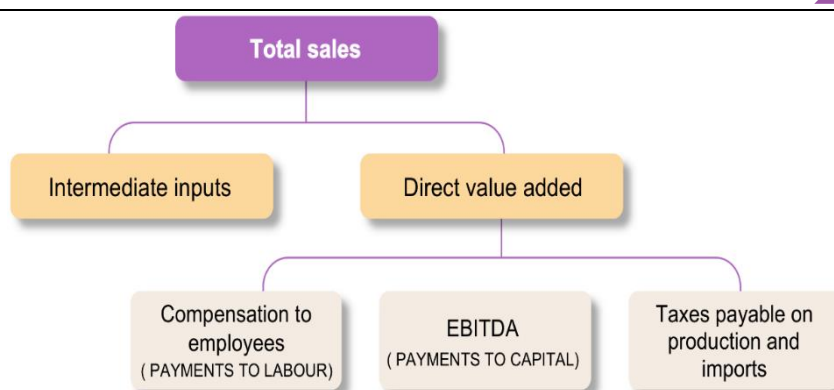 Total sales
Intermediate inputs
Direct value added
Compensation to
employees
( PAYMENTS TO LABOUR)
EBITDA
( PAYMENTS TO CAPITAL)
Taxes payable on
production and
imports